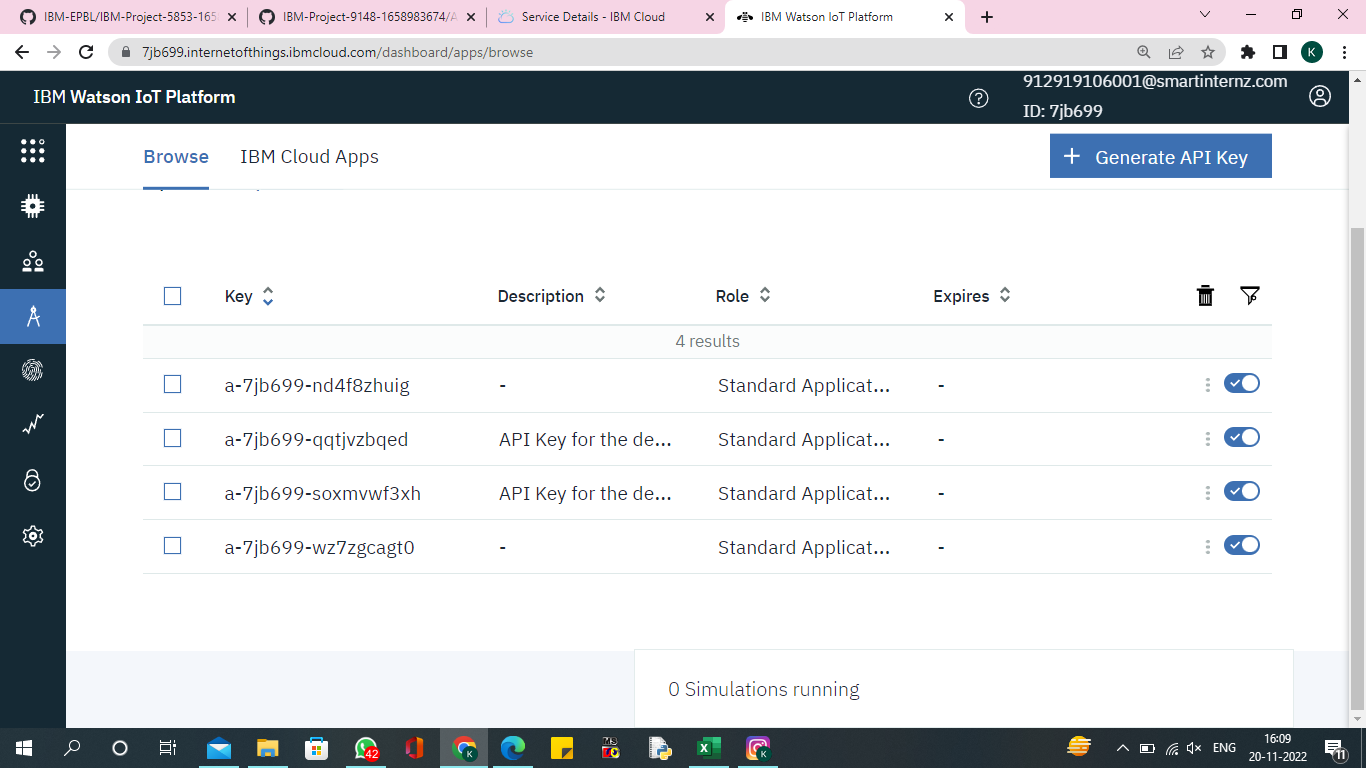 IBM-EPBL/IBM-Project-5853-165
IBM-Project-9148-1658983674/A
Service Details - IBM Cloud
IBM Watson IoT Platform
7jb699.internetofthings.ibmcloud.com/dashboard/apps/browse
K
IBM Watson IoT Platform
912919106001@smartinternz.com
ID: 7jb699
Browse
IBM Cloud Apps
+ Generate API Key
Key
Description
Role
Expires
4 results
a-7jb699-nd4f8zhuig - Standard Applicat... -
a-7jb699-qqtjvzbqed API Key for the de... Standard Applicat... -
a-7jb699-soxmvwf3xh API Key for the de... Standard Applicat... -
a-7jb699-wz7zgcagt0 - Standard Applicat... -
0 Simulations running
42
K
K
ENG
16:09
20-11-2022
11